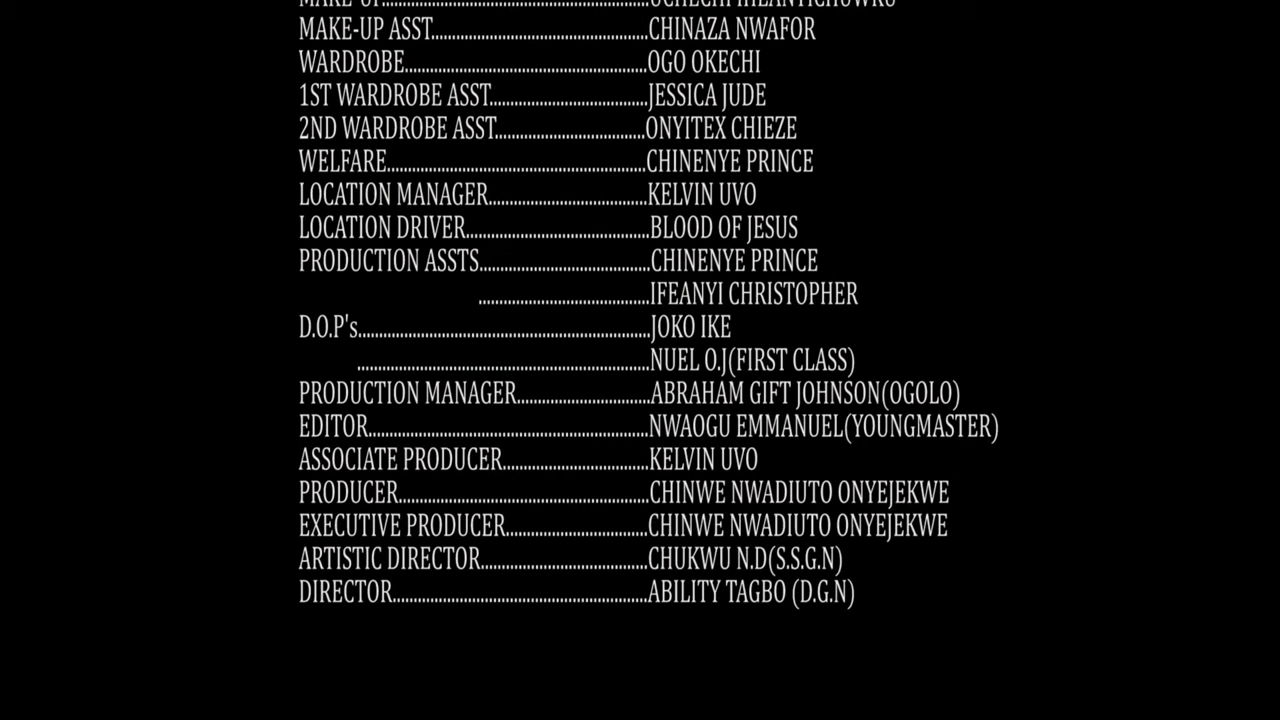 MAKE-UP ASST..........................................CHINAZA NWAFOR
WARDROBE...............................................OGO OKECHI
1ST WARDROBE ASST..............................JESSICA JUDE
2ND WARDROBE ASST............................ONYITEX CHIEZE
WELFARE..................................................CHINENYE PRINCE
LOCATION MANAGER..............................KELVIN UVO
LOCATION DRIVER...................................BLOOD OF JESUS
PRODUCTION ASSTS.................................CHINENYE PRINCE
.................................IFEANYI CHRISTOPHER
D.O.P's........................................................JOKO IKE
........................................................NUEL O.J(FIRST CLASS)
PRODUCTION MANAGER..........................ABRAHAM GIFT JOHNSON(OGOLO)
EDITOR......................................................NWAOGU EMMANUEL(YOUNGMASTER)
ASSOCIATE PRODUCER............................KELVIN UVO
PRODUCER................................................CHINWE NWADIUTO ONYEJEKWE
EXECUTIVE PRODUCER...........................CHINWE NWADIUTO ONYEJEKWE
ARTISTIC DIRECTOR................................CHUKWU N.D(S.S.G.N)
DIRECTOR.................................................ABILITY TAGBO (D.G.N)